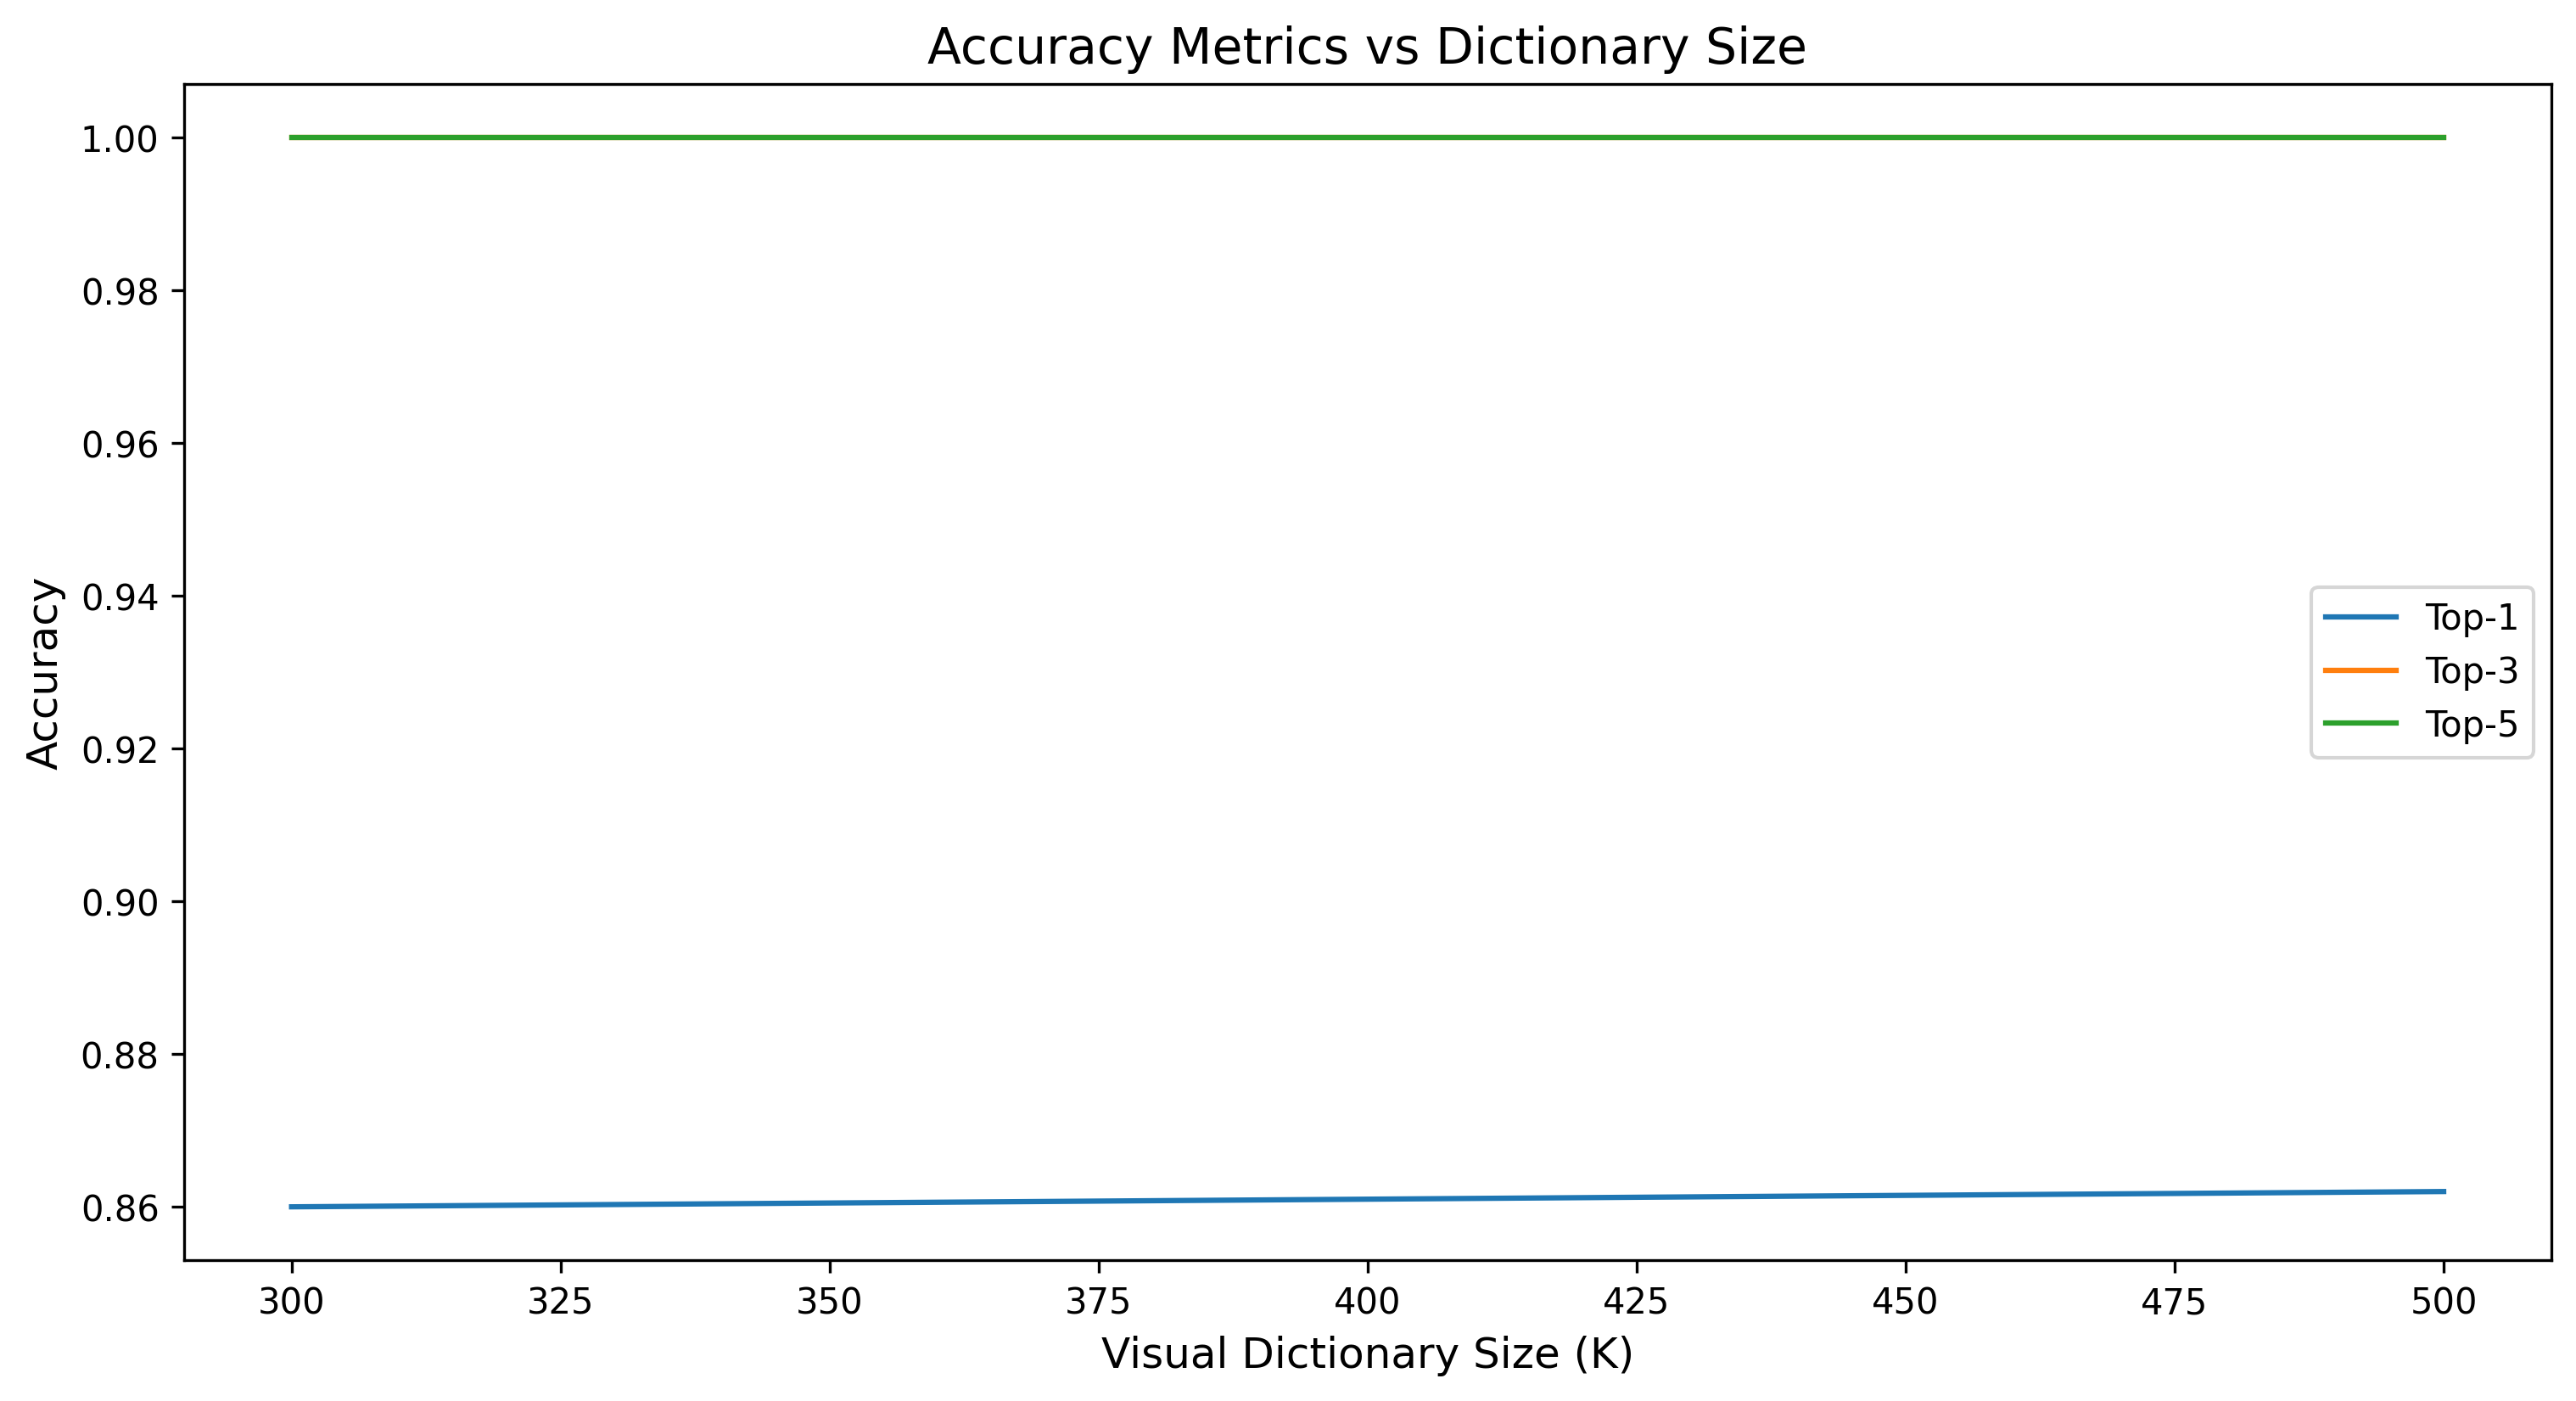 Accuracy Metrics vs Dictionary Size
Accuracy
1.00
0.98
0.96
0.94
0.92
0.90
0.88
0.86
Top-1
Top-3
Top-5
300 325 350 375 400 425 450 475 500
Visual Dictionary Size (K)